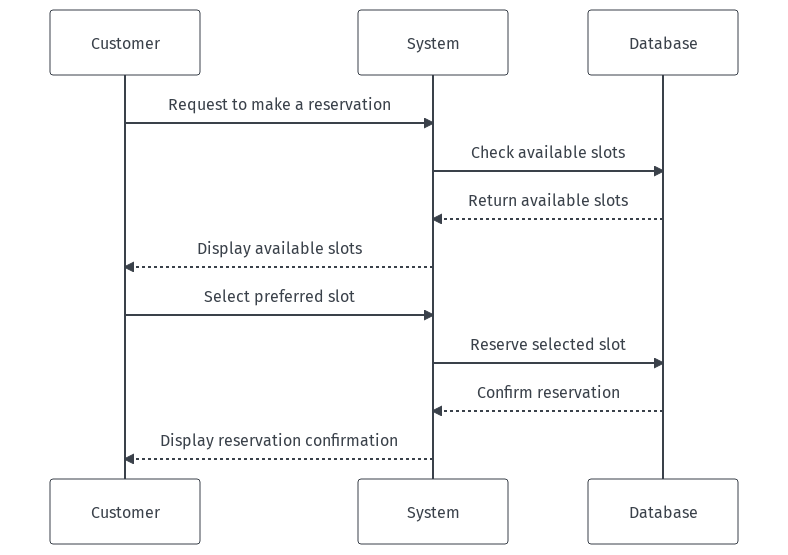 Customer
System
Database
Request to make a reservation
Check available slots
Return available slots
Display available slots
Select preferred slot
Reserve selected slot
Confirm reservation
Display reservation confirmation
Customer
System
Database